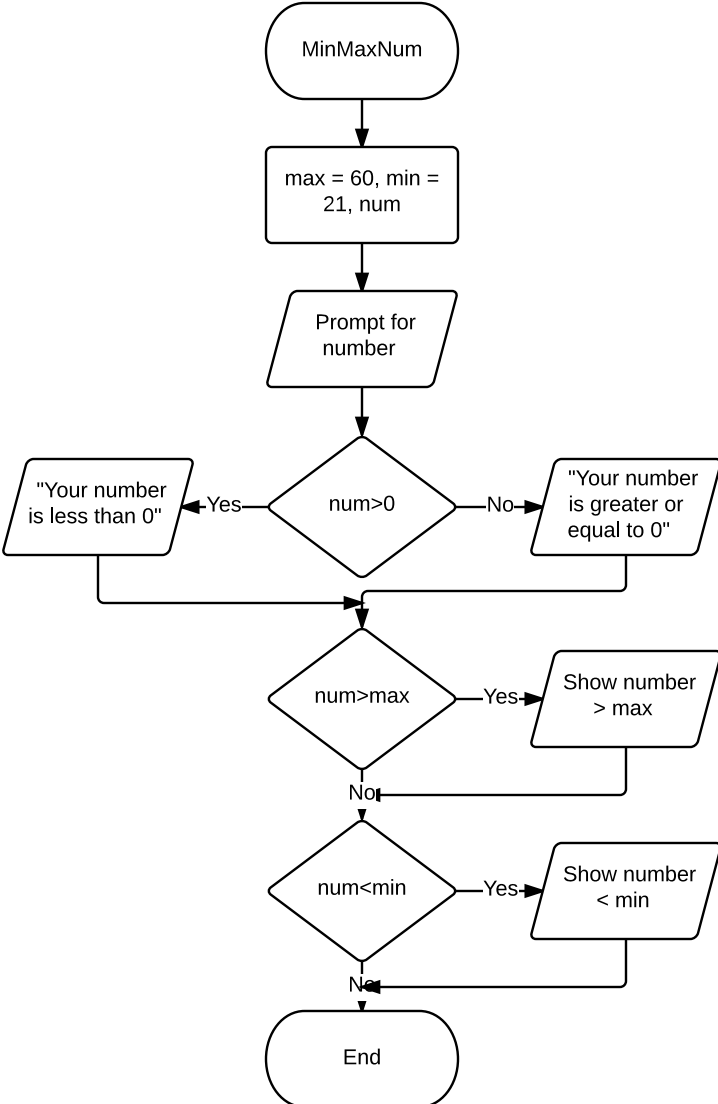 MinMaxNum
max = 60, min =
21, num
Prompt for
number
"Your number
is less than 0"
Yes
num>0
No
"Your number
is greater or
equal to 0"
num>max
Yes
Show number
> max
No
num<min
Yes
Show number
< min
No
End